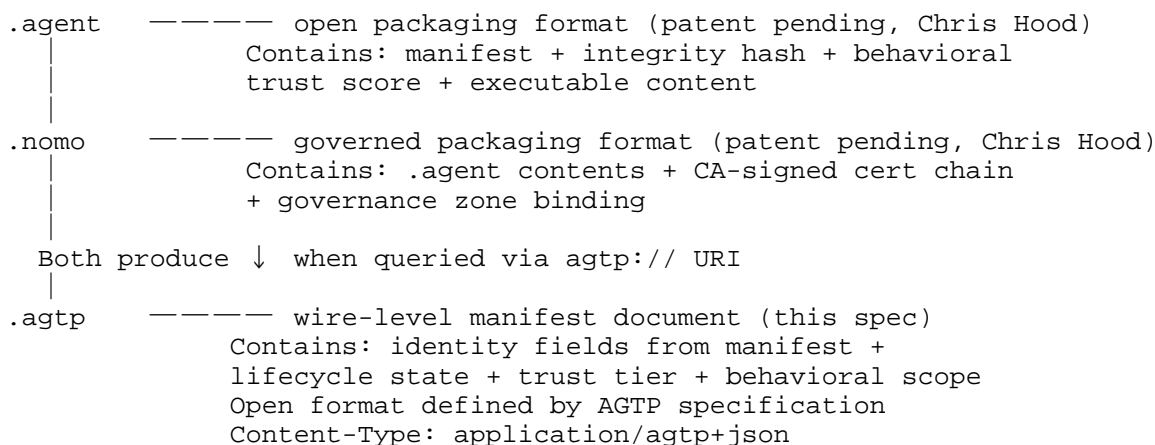 .agent ———— open packaging format (patent pending, Chris Hood)
Contains: manifest + integrity hash + behavioral
trust score + executable content
.nomo ———— governed packaging format (patent pending, Chris Hood)
Contains: .agent contents + CA-signed cert chain
+ governance zone binding
Both produce ↓ when queried via agtp:// URI
.agtp ———— wire-level manifest document (this spec)
Contains: identity fields from manifest +
lifecycle state + trust tier + behavioral scope
Open format defined by AGTP specification
Content-Type: application/agtp+json